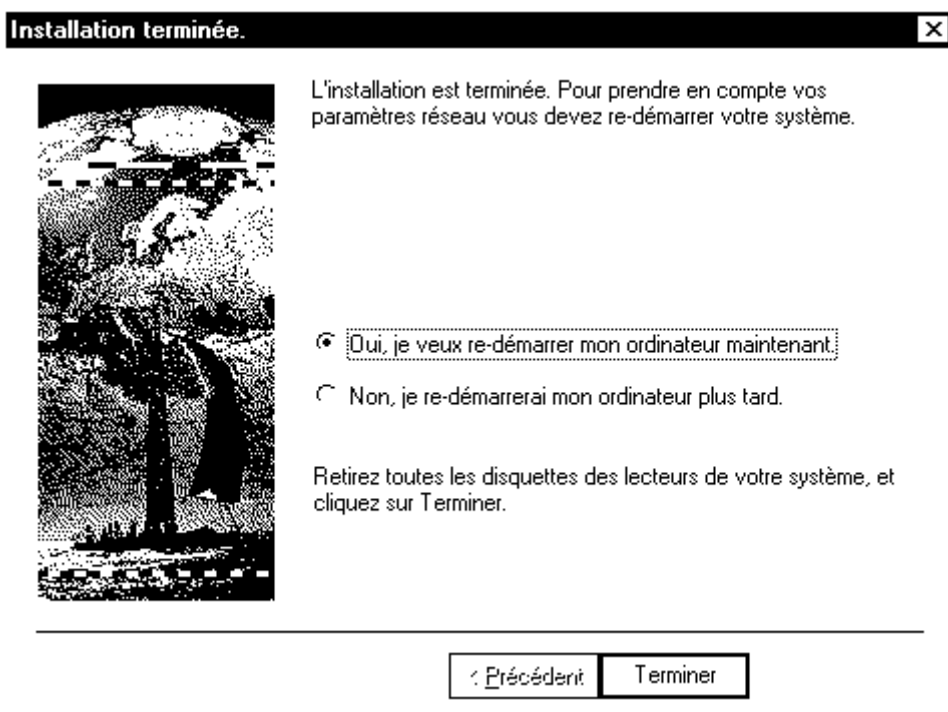 Installation terminée.
L'installation est terminée. Pour prendre en compte vos
paramètres réseau vous devez re-démarrer votre système.
Oui, je veux re-démarrer mon ordinateur maintenant.
Non, je re-démarrerai mon ordinateur plus tard.
Retirez toutes les disquettes des lecteurs de votre système, et
cliquez sur Terminer.
< Précédent
Terminer